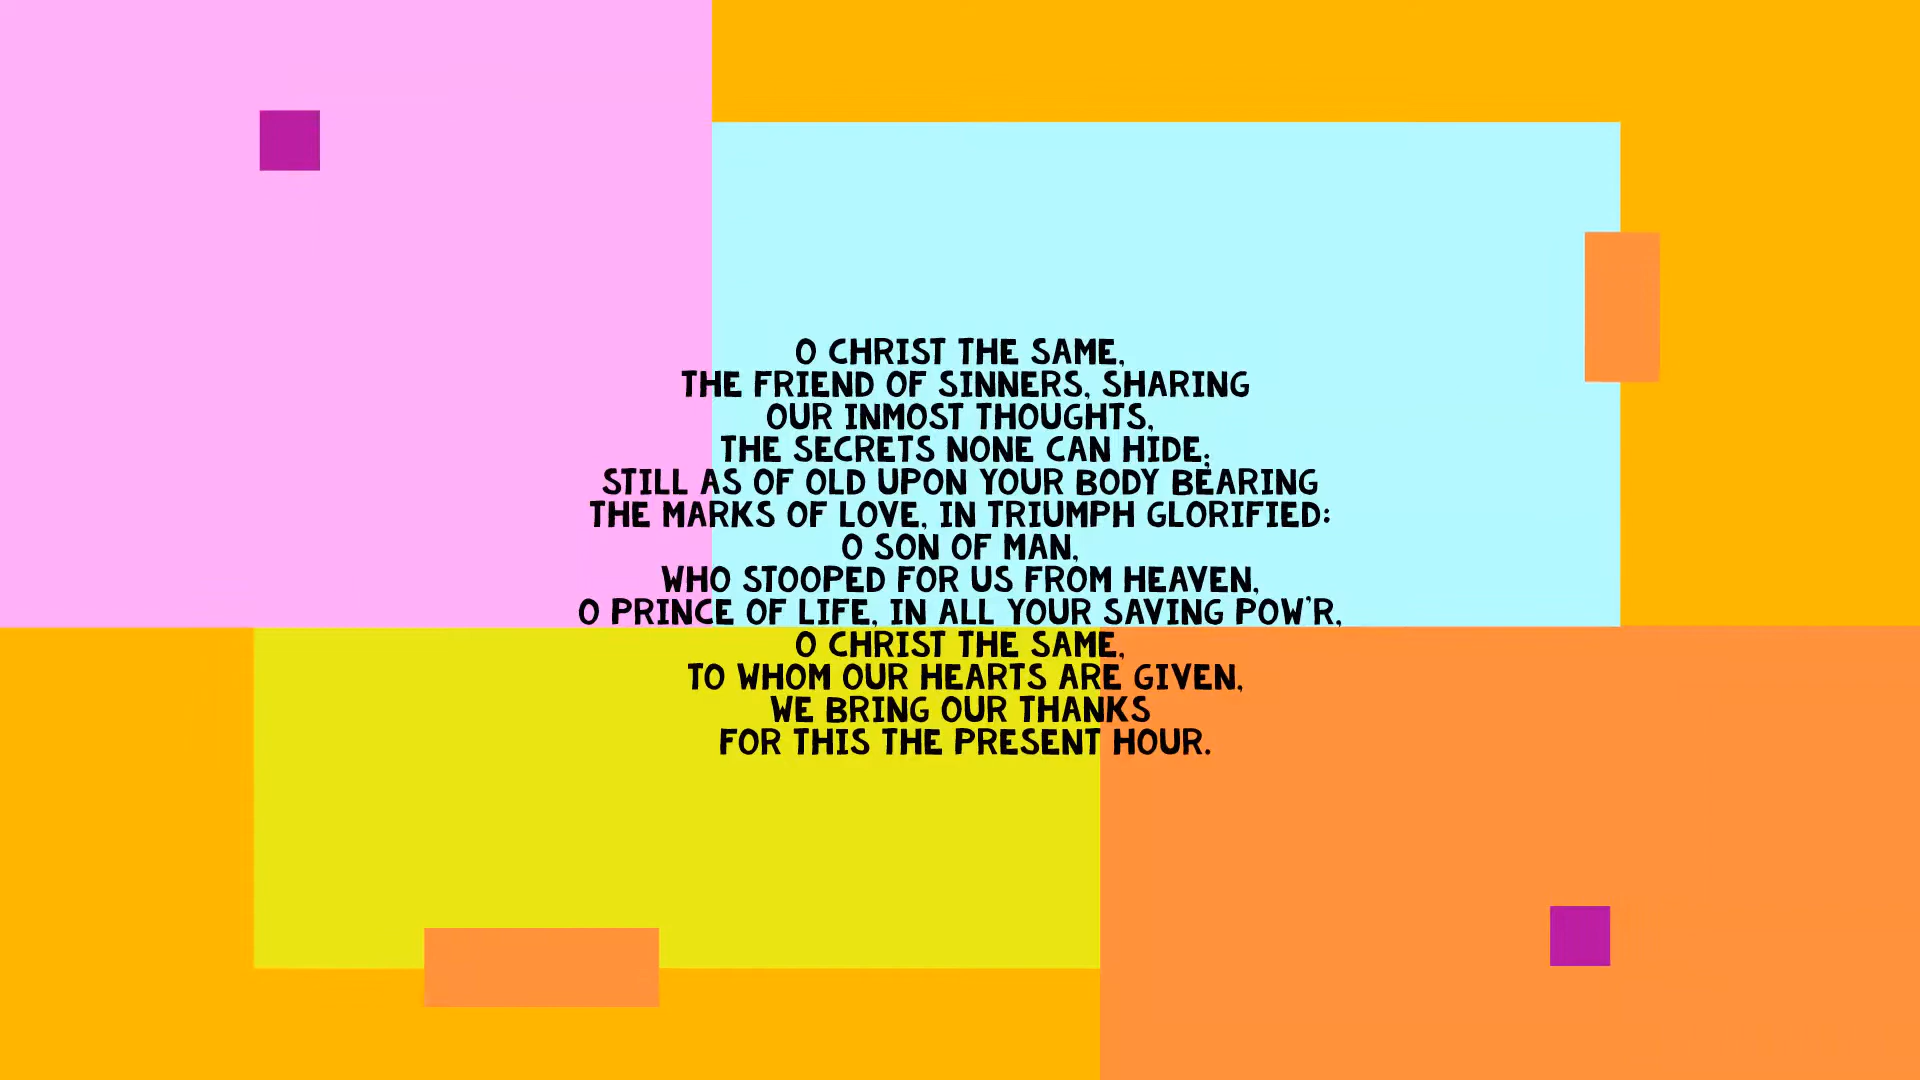 O CHRIST THE SAME,
THE FRIEND OF SINNERS, SHARING
OUR INMOST THOUGHTS,
THE SECRETS NONE CAN HIDE;
STILL AS OF OLD UPON YOUR BODY BEARING
THE MARKS OF LOVE, IN TRIUMPH GLORIFIED:
O SON OF MAN,
WHO STOOPED FOR US FROM HEAVEN,
O PRINCE OF LIFE, IN ALL YOUR SAVING POW'R,
O CHRIST THE SAME,
TO WHOM OUR HEARTS ARE GIVEN,
WE BRING OUR THANKS
FOR THIS THE PRESENT HOUR.